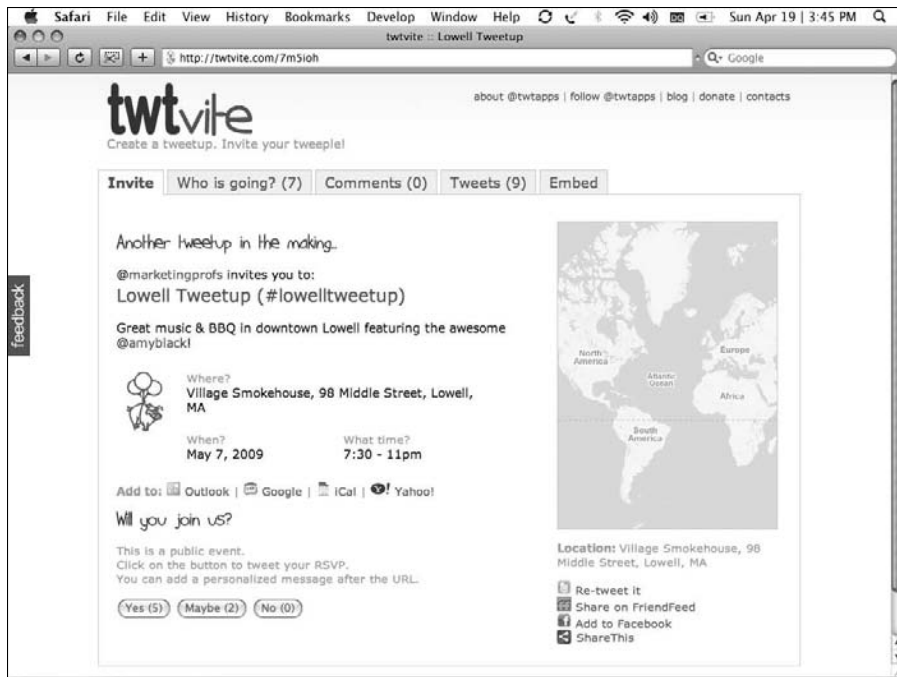 Safari File Edit View History Bookmarks Develop Window Help Sun Apr 19 | 3:45 PM
twtvite :: Lowell Tweetup
http://twtvite.com/7m5ioh
Google
twtvite
about @twtapps | follow @twtapps | blog | donate | contacts
Create a tweetup. Invite your tweeple!
Invite Who is going? (7) Comments (0) Tweets (9) Embed
Another tweetup in the making..
@marketingprofs invites you to:
Lowell Tweetup (#lowelltweetup)
Great music & BBQ in downtown Lowell featuring the awesome
@amyblack!
Where?
Village Smokehouse, 98 Middle Street, Lowell,
MA
When? What time?
May 7, 2009 7:30 - 11pm
Add to: Outlook | Google | iCal | Yahoo!
Will you join us?
This is a public event.
Click on the button to tweet your RSVP.
You can add a personalized message after the URL.
Yes (5) Maybe (2) No (0)
feedback
North
America
Europe
Atlantic
Ocean
Africa
South
America
Location: Village Smokehouse, 98
Middle Street, Lowell, MA
Re-tweet it
Share on FriendFeed
Add to Facebook
ShareThis